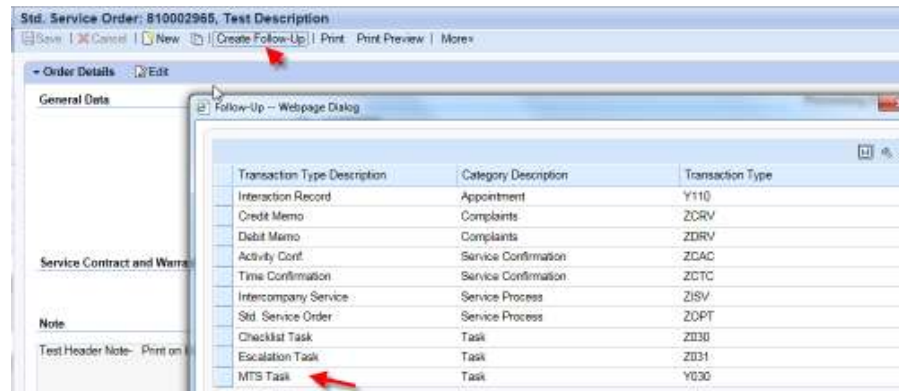 Std. Service Order: 810002965, Test Description
Save | Cancel | New | Create Follow-Up | Print Print Preview | More
Order Details Edit
General Data
Follow-Up -- Webpage Dialog
Transaction Type Description Category Description Transaction Type
Interaction Record Appointment Y110
Credit Memo Complaints ZCRV
Debit Memo Complaints ZDRV
Activity Conf. Service Confirmation ZCAC
Time Confirmation Service Confirmation ZCTC
Intercompany Service Service Process ZISV
Std. Service Order Service Process ZOPT
Checklist Task Task Z030
Escalation Task Task Z031
MTS Task Task Y030
Service Contract and Warra
Note
Test Header Note- Print on